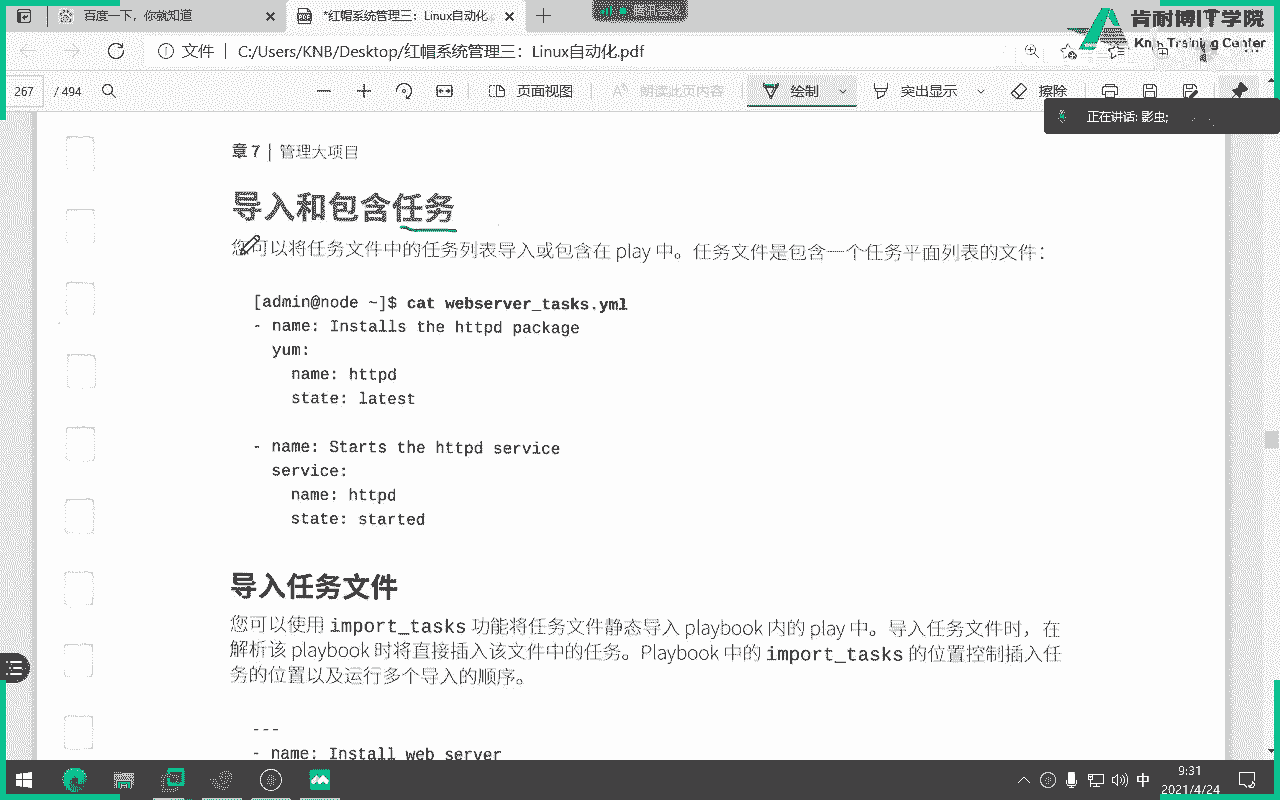 百度一下，你就知道
*红帽系统管理三：Linux自动化.
肯耐博IT学院
KNB Training Center
文件 | C:/Users/KNB/Desktop/红帽系统管理三：Linux自动化.pdf
267 / 494 页面视图 朗读此页内容 绘制 突出显示 擦除
正在讲话: 影虫;
章 7 | 管理大项目
导入和包含任务
您可以将任务文件中的任务列表导入或包含在 play 中。任务文件是包含一个任务平面列表的文件：
[admin@node ~]$ cat webserver_tasks.yml
- name: Installs the httpd package
yum:
name: httpd
state: latest
- name: Starts the httpd service
service:
name: httpd
state: started
导入任务文件
您可以使用 import_tasks 功能将任务文件静态导入 playbook 内的 play 中。导入任务文件时，在
解析该 playbook 时将直接插入该文件中的任务。Playbook 中的 import_tasks 的位置控制插入任
务的位置以及运行多个导入的顺序。
---
- name: Install web server
中
9:31
2021/4/24